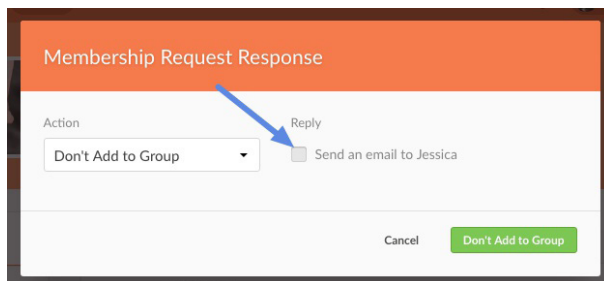 Membership Request Response
Action
Reply
Don't Add to Group
Send an email to Jessica
Cancel
Don't Add to Group